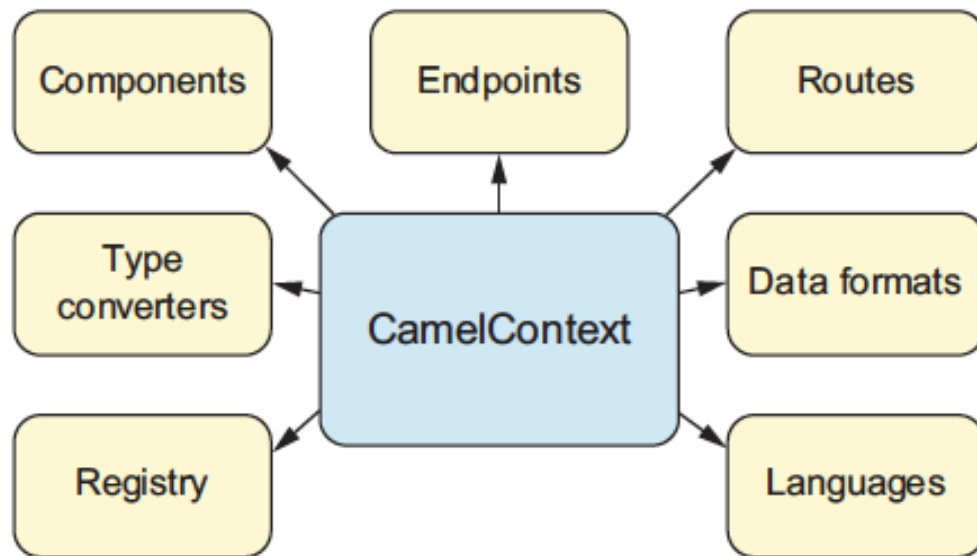 Components
Endpoints
Routes
Type
converters
CamelContext
Data formats
Registry
Languages